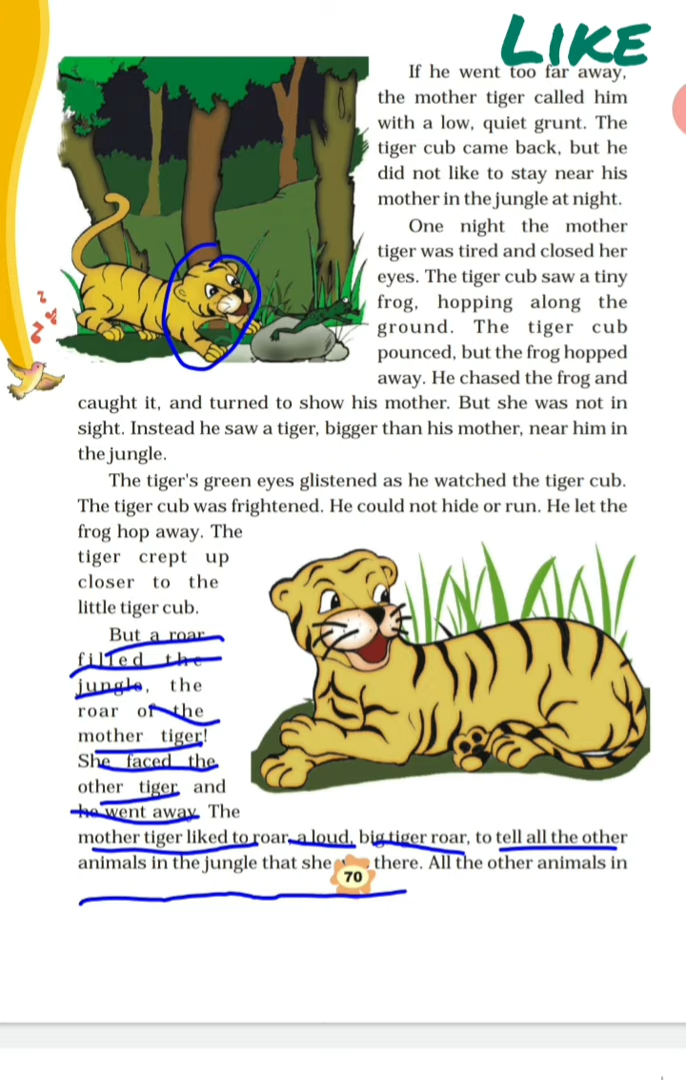 LIKE
If he went too far away,
the mother tiger called him
with a low, quiet grunt. The
tiger cub came back, but he
did not like to stay near his
mother in the jungle at night.
One night the mother
tiger was tired and closed her
eyes. The tiger cub saw a tiny
frog, hopping along the
ground. The tiger cub
pounced, but the frog hopped
away. He chased the frog and
caught it, and turned to show his mother. But she was not in
sight. Instead he saw a tiger, bigger than his mother, near him in
the jungle.
The tiger's green eyes glistened as he watched the tiger cub.
The tiger cub was frightened. He could not hide or run. He let the
frog hop away. The
tiger crept up
closer to the
little tiger cub.
But a roar
filled the
jungle, the
roar of the
mother tiger!
She faced the
other tiger and
he went away. The
mother tiger liked to roar, a loud, big tiger roar, to tell all the other
animals in the jungle that she there. All the other animals in
70